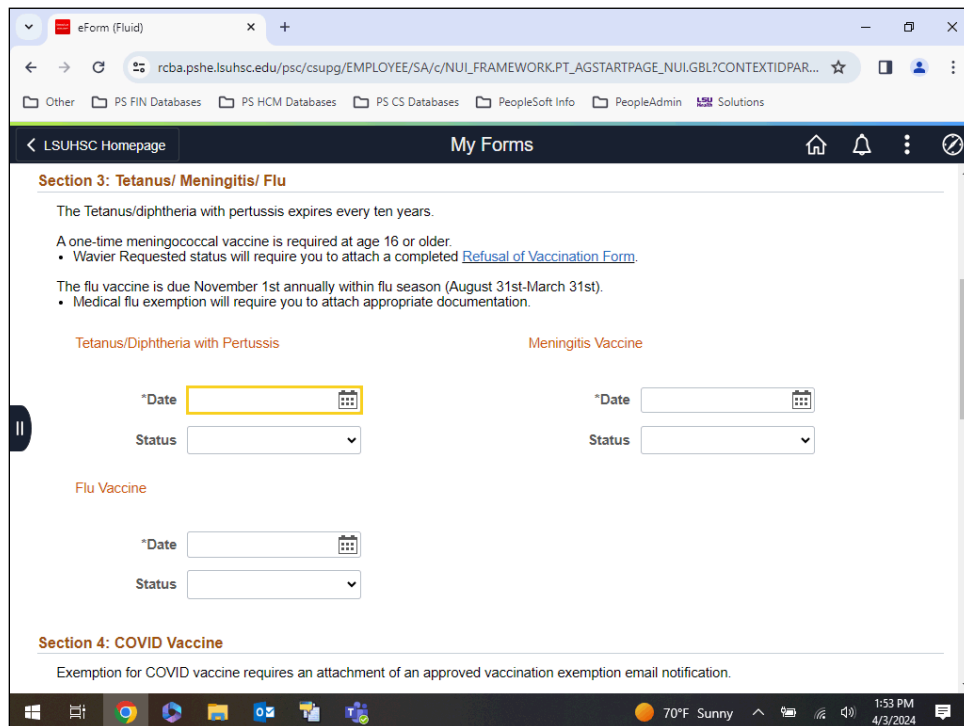 eForm (Fluid)
rcba.pshe.lsuhsc.edu/psc/csupg/EMPLOYEE/SA/c/NUI_FRAMEWORK.PT_AGSTARTPAGE_NUI.GBL?CONTEXTIDPAR...
Other PS FIN Databases PS HCM Databases PS CS Databases PeopleSoft Info PeopleAdmin LSU Solutions
LSUHSC Homepage My Forms
Section 3: Tetanus/ Meningitis/ Flu
The Tetanus/diphtheria with pertussis expires every ten years.
A one-time meningococcal vaccine is required at age 16 or older.
• Wavier Requested status will require you to attach a completed Refusal of Vaccination Form.
The flu vaccine is due November 1st annually within flu season (August 31st-March 31st).
• Medical flu exemption will require you to attach appropriate documentation.
Tetanus/Diphtheria with Pertussis Meningitis Vaccine
*Date *Date
Status Status
Flu Vaccine
*Date
Status
Section 4: COVID Vaccine
Exemption for COVID vaccine requires an attachment of an approved vaccination exemption email notification.
70°F Sunny 1:53 PM
4/3/2024